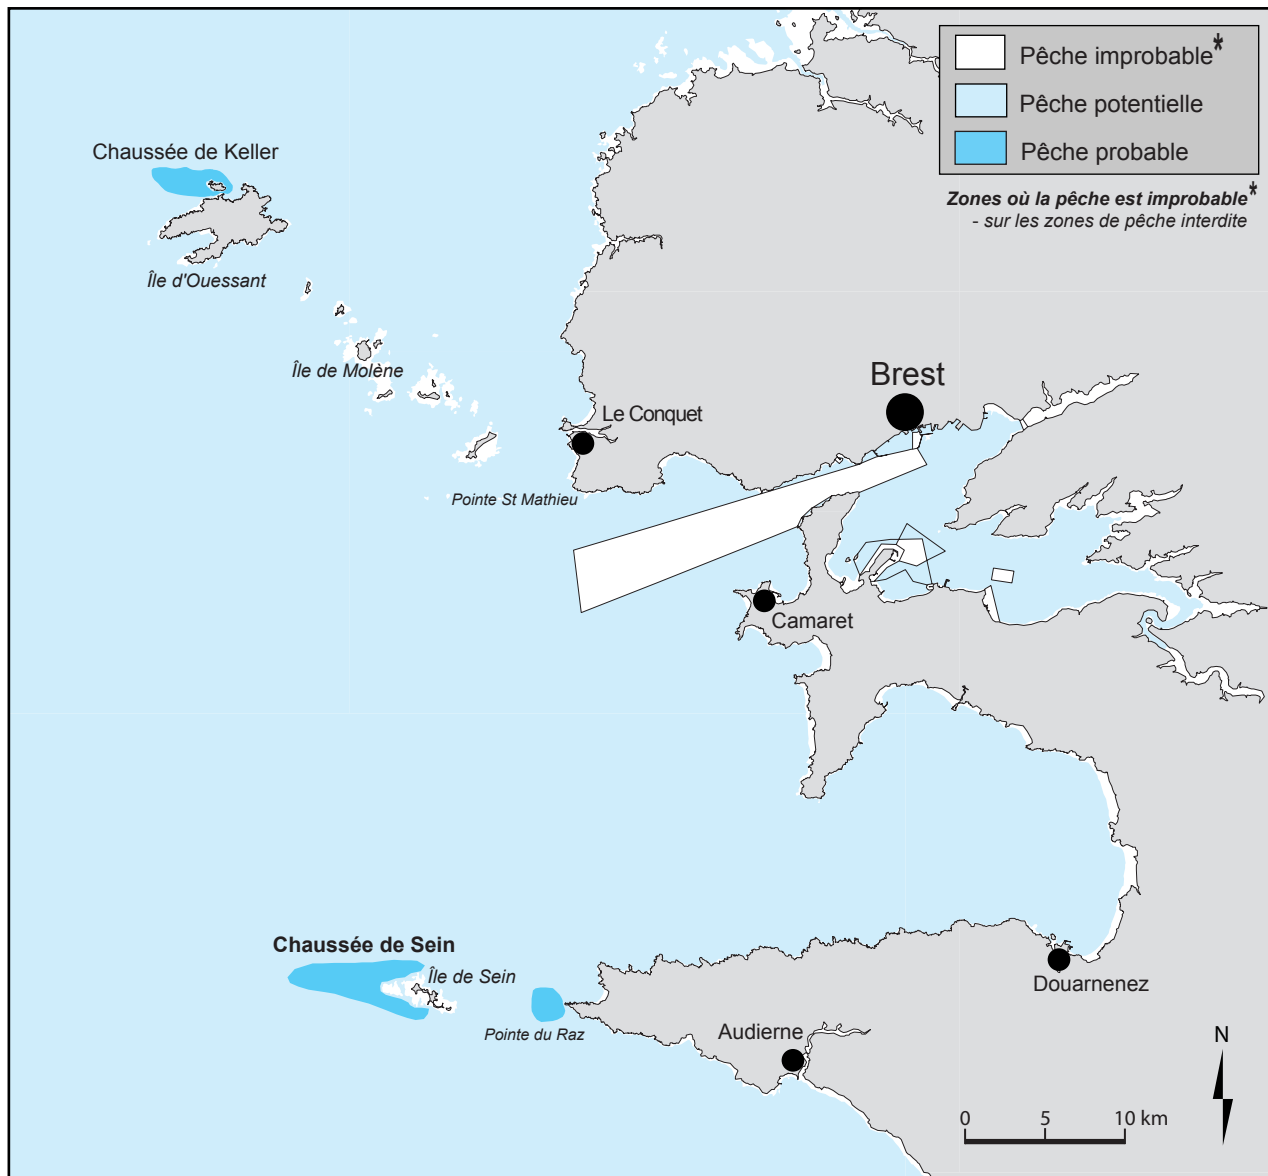 Pêche improbable*
Pêche potentielle
Pêche probable
Zones où la pêche est improbable*
- sur les zones de pêche interdite
Chaussée de Keller
Île d'Ouessant
Île de Molène
Brest
Le Conquet
Pointe St Mathieu
Camaret
Chaussée de Sein
Île de Sein
Douarnenez
Pointe du Raz
Audierne
N
0 5 10 km